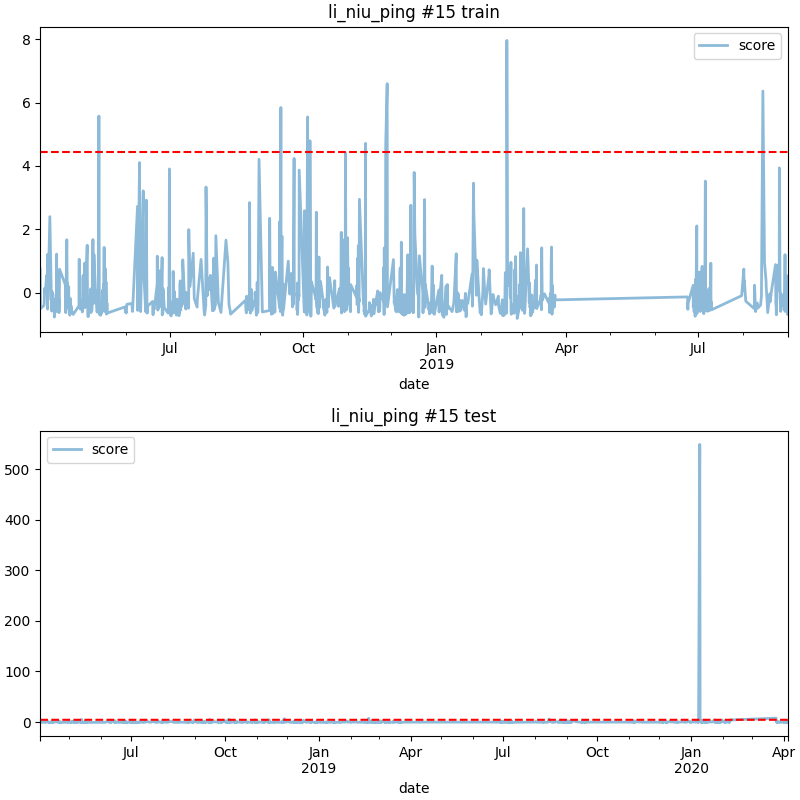 li_niu_ping #15 train
score
8
6
4
2
0
Jul
Oct
Jan
Apr
Jul
2019
date
li_niu_ping #15 test
score
500
400
300
200
100
0
Jul
Oct
Jan
Apr
Jul
Oct
Jan
Apr
2019
2020
date